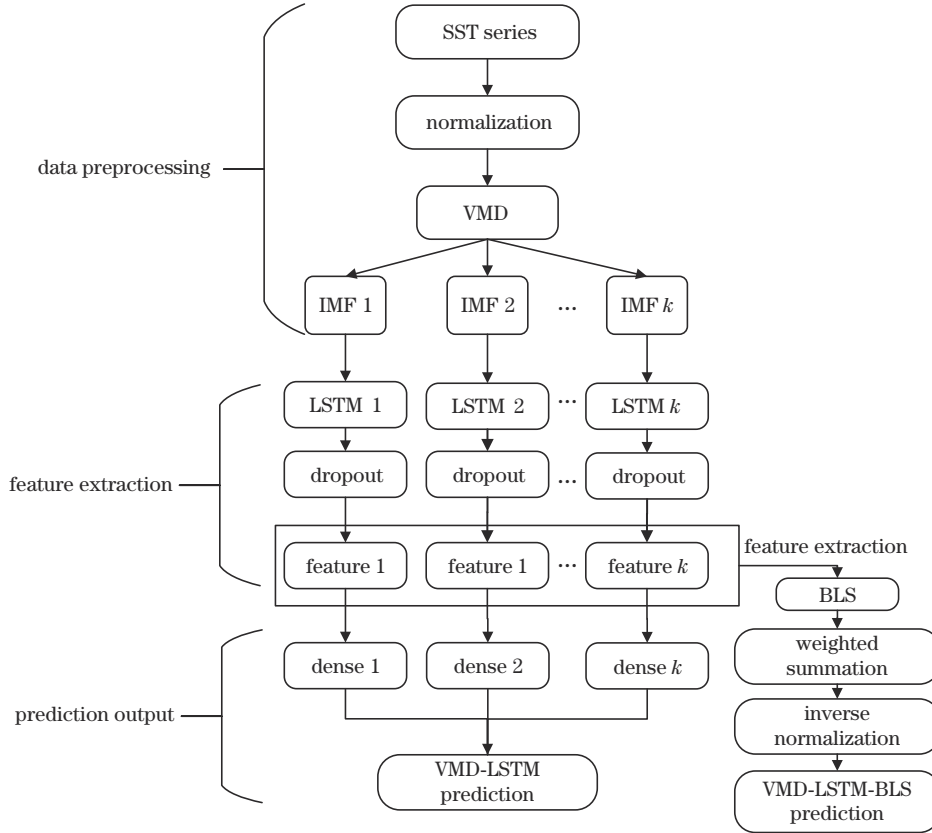 SST series
normalization
data preprocessing
VMD
IMF 1
IMF 2
...
IMF k
LSTM 1
LSTM 2
...
LSTM k
feature extraction
dropout
dropout
...
dropout
feature 1
feature 1
...
feature k
feature extraction
BLS
dense 1
dense 2
dense k
weighted
summation
prediction output
inverse
normalization
VMD-LSTM
prediction
VMD-LSTM-BLS
prediction